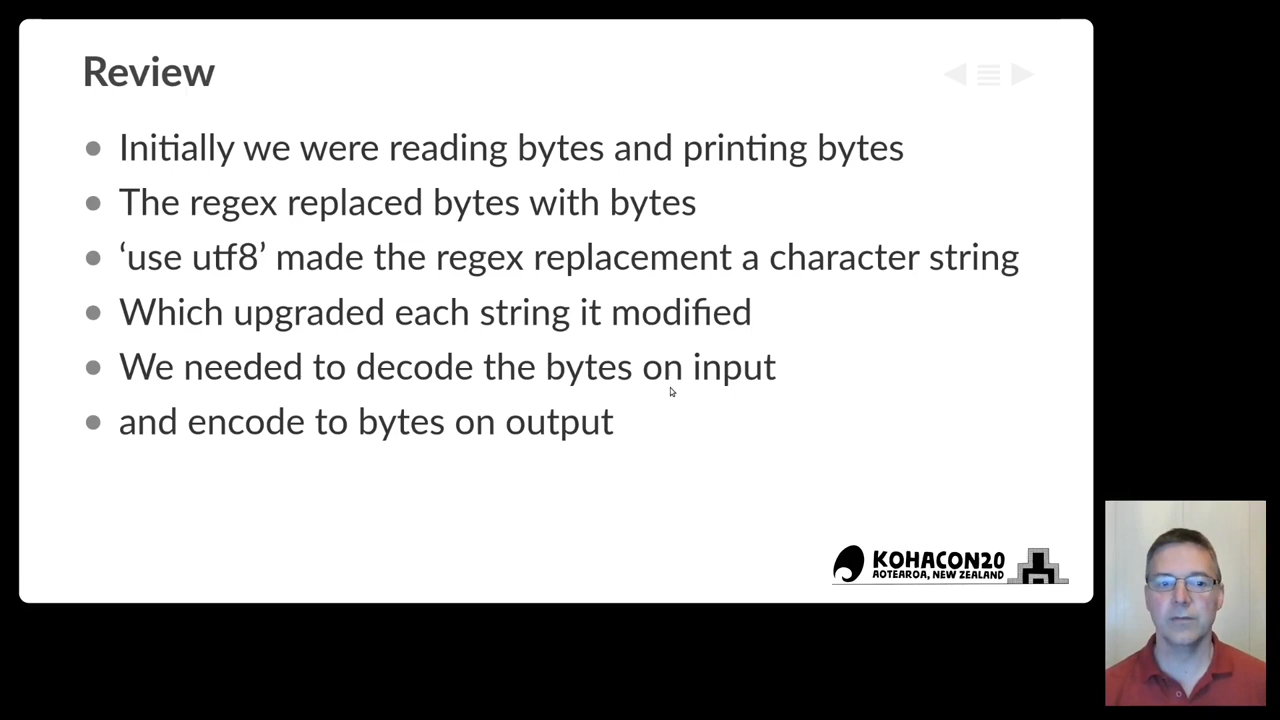 Review
Initially we were reading bytes and printing bytes
The regex replaced bytes with bytes
‘use utf8’ made the regex replacement a character string
Which upgraded each string it modified
We needed to decode the bytes on input
and encode to bytes on output
KOHACON20
AOTEAROA, NEW ZEALAND